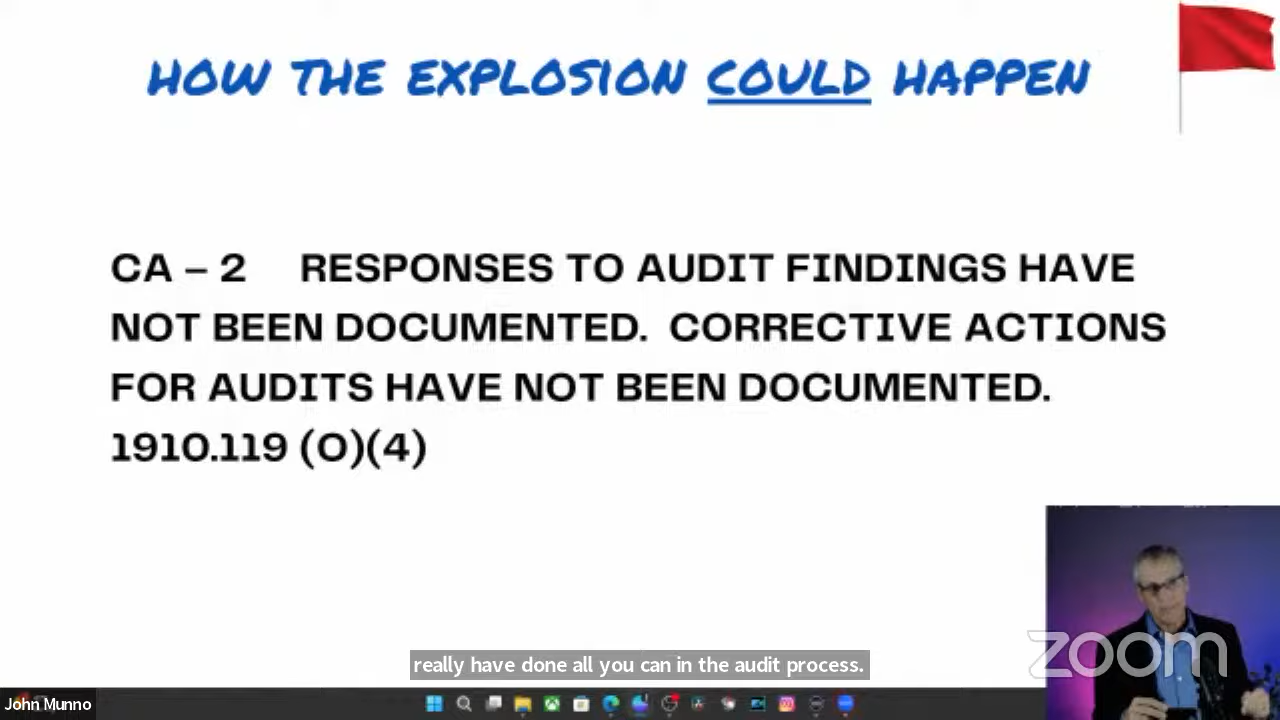 HOW THE EXPLOSION COULD HAPPEN
CA – 2 RESPONSES TO AUDIT FINDINGS HAVE
NOT BEEN DOCUMENTED. CORRECTIVE ACTIONS
FOR AUDITS HAVE NOT BEEN DOCUMENTED.
1910.119 (O)(4)
zoom
really have done all you can in the audit process.
John Munno